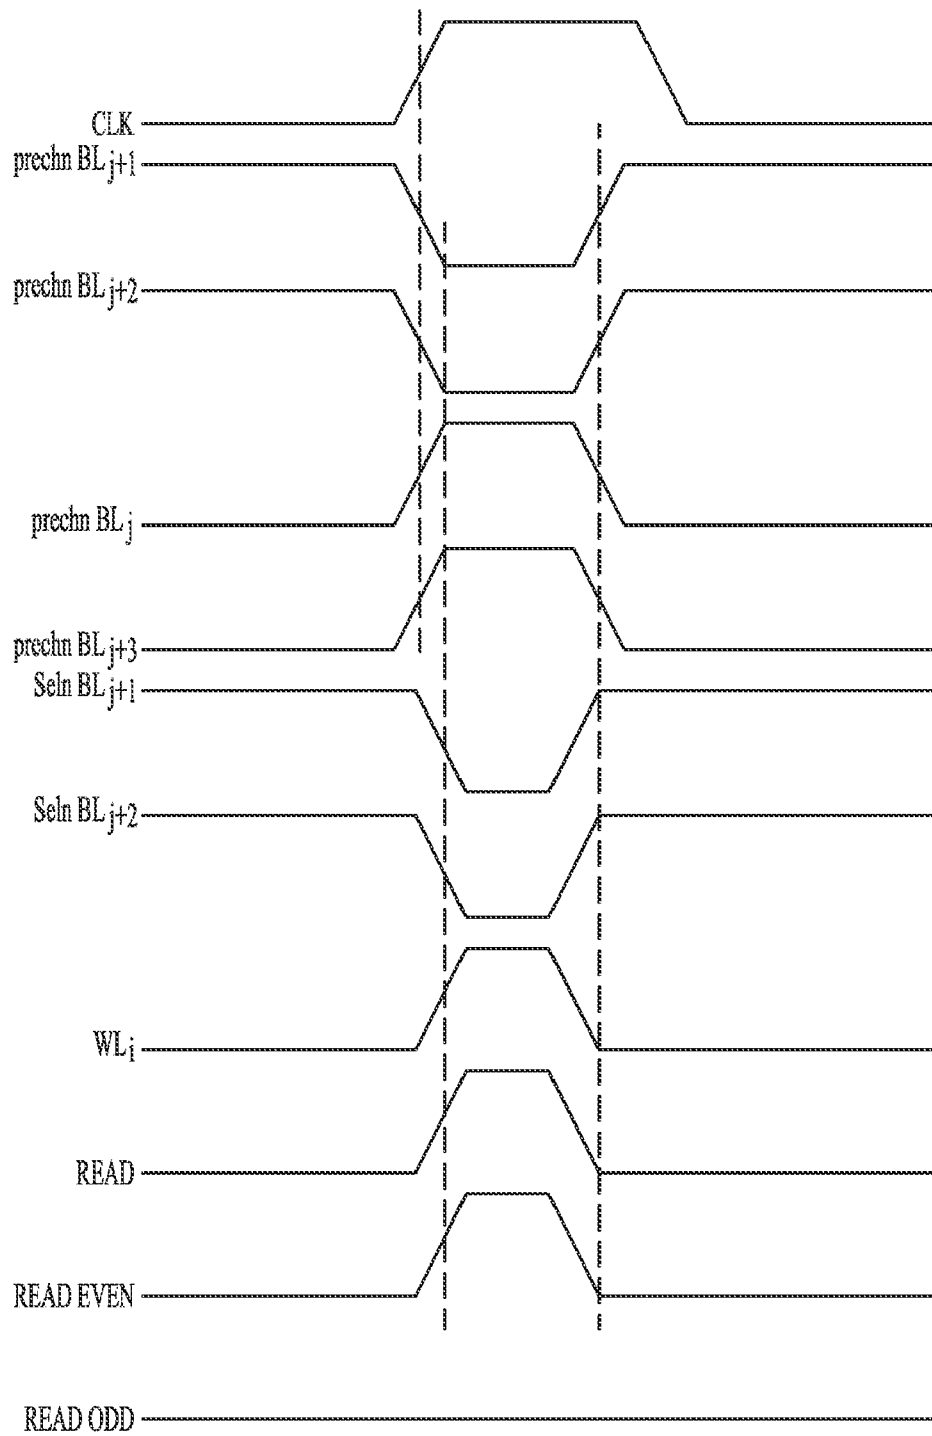 CLK
prechn BL j+1
prechn BL j+2
prechn BL j
prechn BL j+3
Seln BL j+1
Seln BL j+2
WL i
READ
READ EVEN
READ ODD